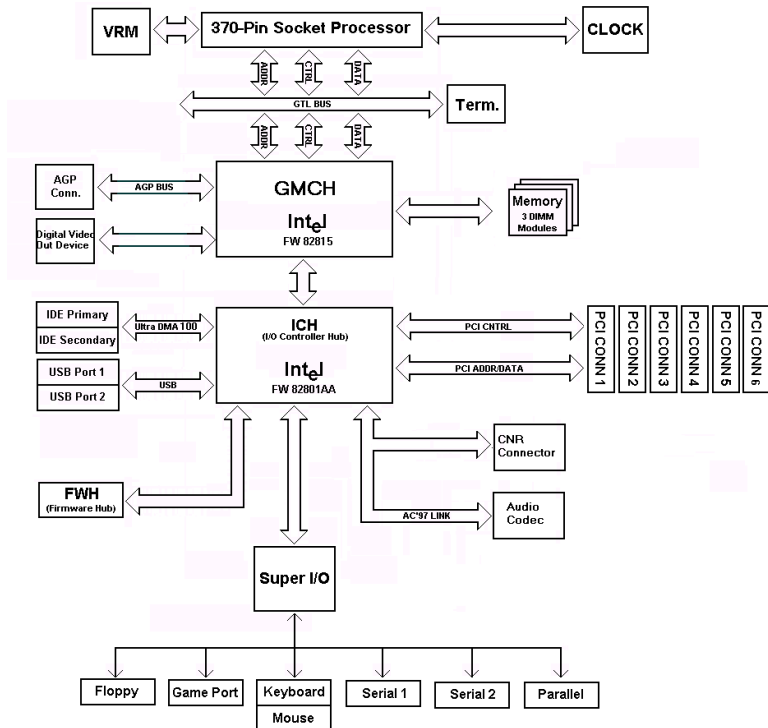 VRM
370-Pin Socket Processor
CLOCK
ADDR
CTRL
DATA
GTL BUS
Term.
ADDR
CTRL
DATA
AGP
Conn.
AGP BUS
GMCH
Intel
FW 82815
Memory
3 DIMM
Modules
Digital Video
Out Device
IDE Primary
IDE Secondary
Ultra DMA 100
ICH
(I/O Controller Hub)
Intel
FW 82801AA
PCI CNTRL
PCI ADDR/DATA
PCI CONN 1
PCI CONN 2
PCI CONN 3
PCI CONN 4
PCI CONN 5
PCI CONN 6
USB Port 1
USB Port 2
USB
CNR
Connector
FWH
(Firmware Hub)
AC'97 LINK
Audio
Codec
Super I/O
Floppy
Game Port
Keyboard
Mouse
Serial 1
Serial 2
Parallel